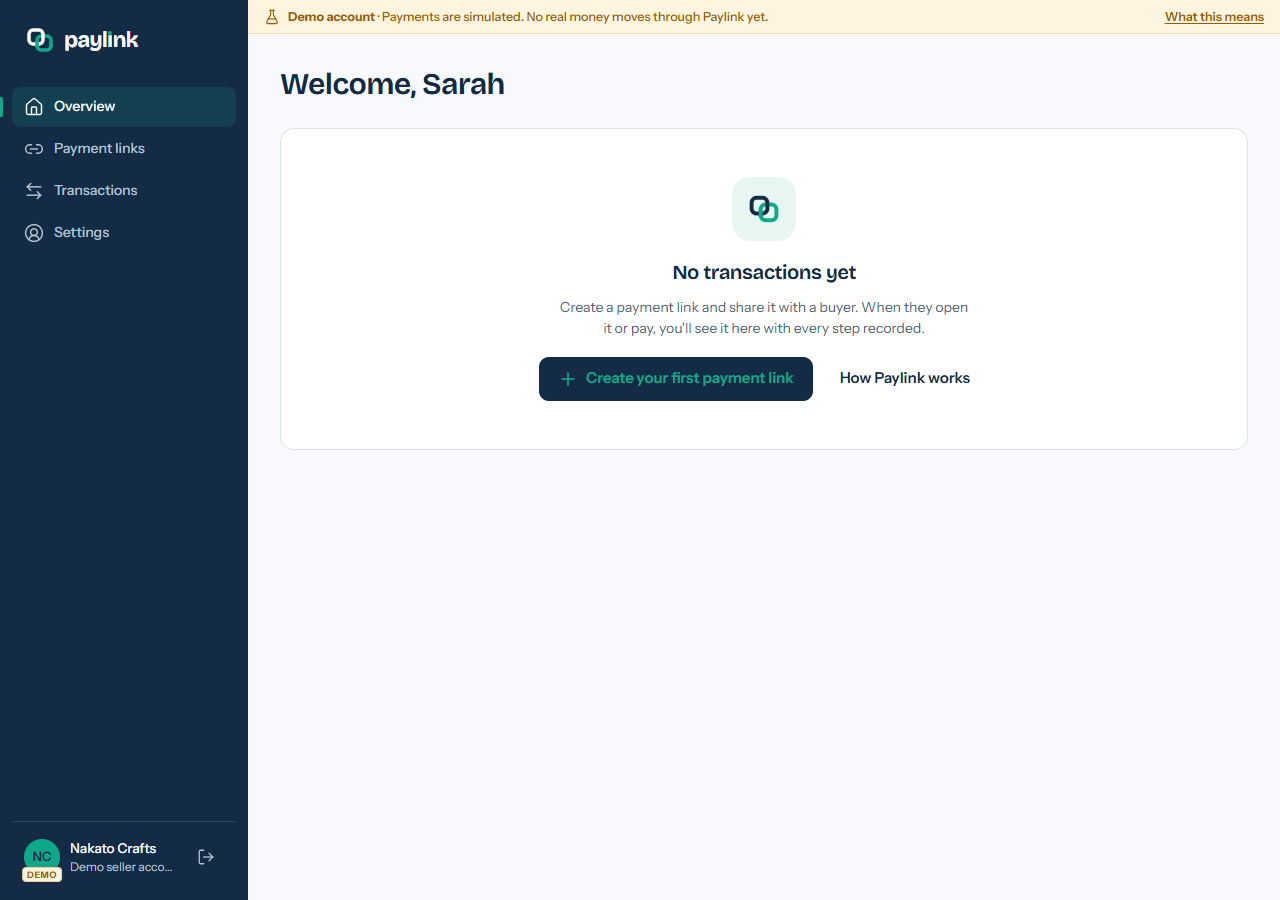 paylink
Demo account · Payments are simulated. No real money moves through Paylink yet.
What this means
Overview
Payment links
Transactions
Settings
Welcome, Sarah
No transactions yet
Create a payment link and share it with a buyer. When they open
it or pay, you'll see it here with every step recorded.
Create your first payment link
How Paylink works
NC
DEMO
Nakato Crafts
Demo seller acco...